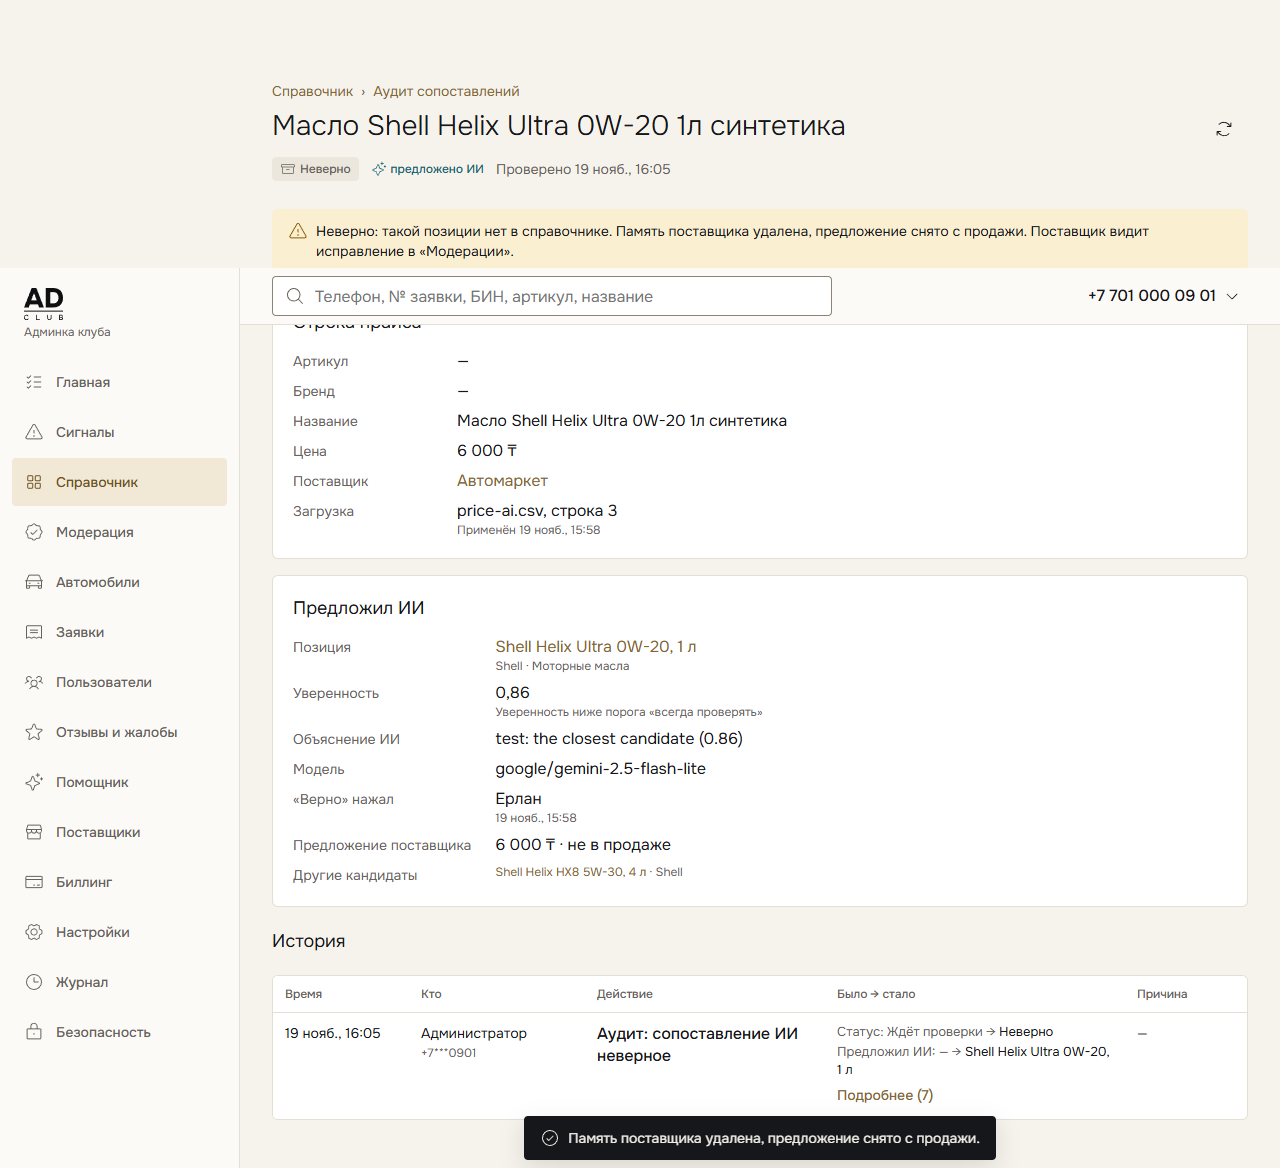 Справочник › Аудит сопоставлений
Масло Shell Helix Ultra 0W-20 1л синтетика
Неверно предложено ИИ Проверено 19 нояб., 16:05
Неверно: такой позиции нет в справочнике. Память поставщика удалена, предложение снято с продажи. Поставщик видит
исправление в «Модерации».
AD
CLUB
Админка клуба
Телефон, № заявки, БИН, артикул, название
+7 701 000 09 01
Главная
Сигналы
Справочник
Модерация
Автомобили
Заявки
Пользователи
Отзывы и жалобы
Помощник
Поставщики
Биллинг
Настройки
Журнал
Безопасность
Строка прайса
Артикул —
Бренд —
Название Масло Shell Helix Ultra 0W-20 1л синтетика
Цена 6 000 ₸
Поставщик Автомаркет
Загрузка price-ai.csv, строка 3
Применён 19 нояб., 15:58
Предложил ИИ
Позиция Shell Helix Ultra 0W-20, 1 л
Shell · Моторные масла
Уверенность 0,86
Уверенность ниже порога «всегда проверять»
Объяснение ИИ test: the closest candidate (0.86)
Модель google/gemini-2.5-flash-lite
«Верно» нажал Ерлан
19 нояб., 15:58
Предложение поставщика 6 000 ₸ · не в продаже
Другие кандидаты Shell Helix HX8 5W-30, 4 л · Shell
История
Время Кто Действие Было → стало Причина
19 нояб., 16:05 Администратор Аудит: сопоставление ИИ Статус: Ждёт проверки → Неверно —
+7***0901 неверное Предложил ИИ: — → Shell Helix Ultra 0W-20,
1 л
Подробнее (7)
Память поставщика удалена, предложение снято с продажи.